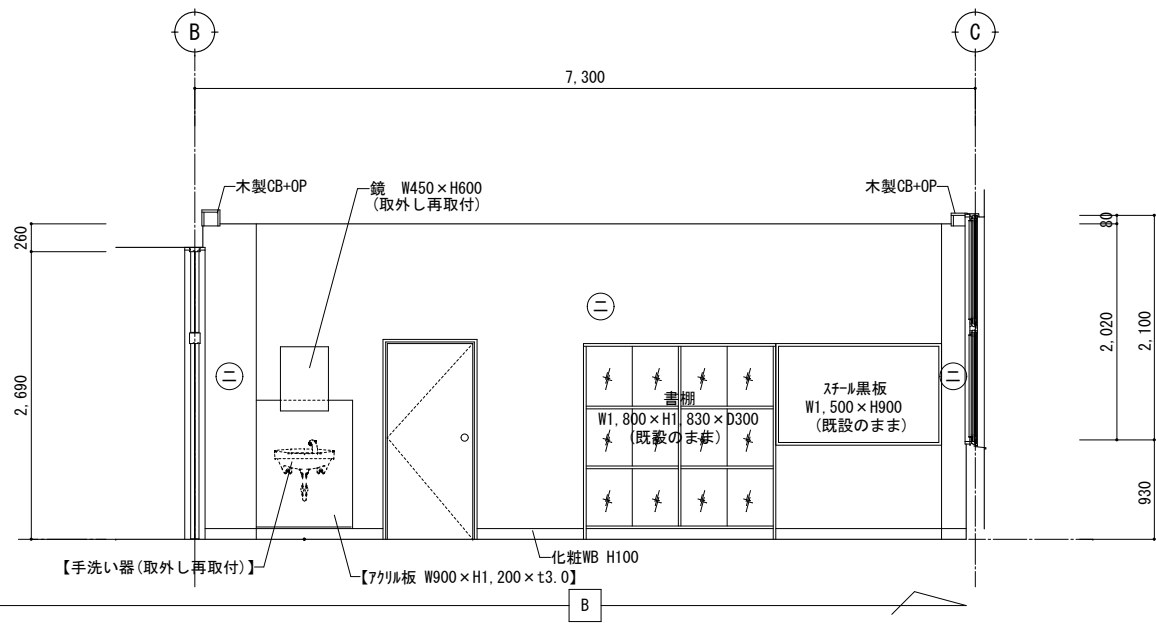 B
C
7,300
木製CB+OP
鏡 W450×H600
(取外し再取付)
木製CB+OP
260
80
2,690
2,020
2,100
930
二
二
二
スチール黒板
W1,500×H900
(既設のまま)
書棚
W1,800×H1,830×D300
(既設のまま)
化粧WB H100
【手洗い器(取外し再取付)】
【アクリル板 W900×H1,200×t3.0】
B